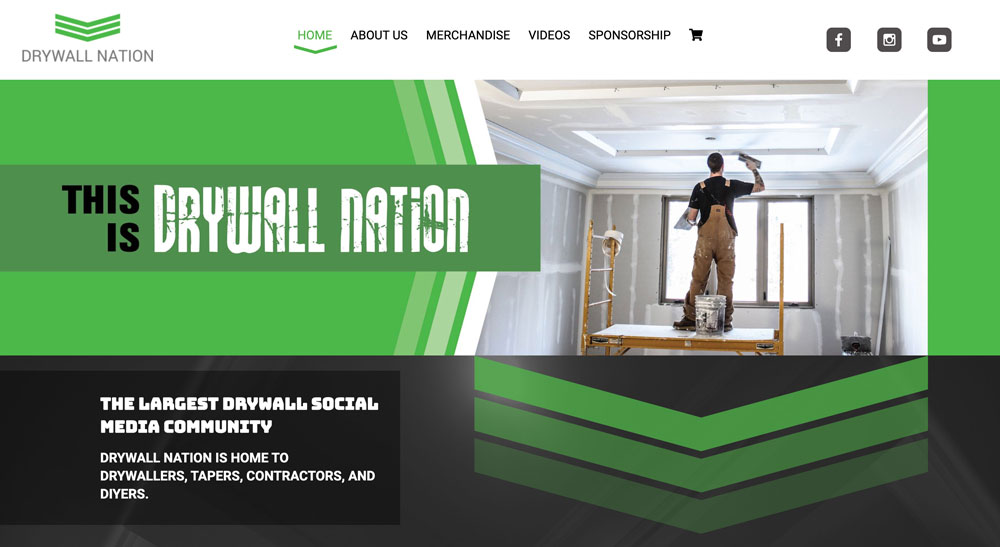 DRYWALL NATION
HOME ABOUT US MERCHANDISE VIDEOS SPONSORSHIP
THIS IS DRYWALL NATION
THE LARGEST DRYWALL SOCIAL
MEDIA COMMUNITY
DRYWALL NATION IS HOME TO
DRYWALLERS, TAPERS, CONTRACTORS, AND
DIYERS.